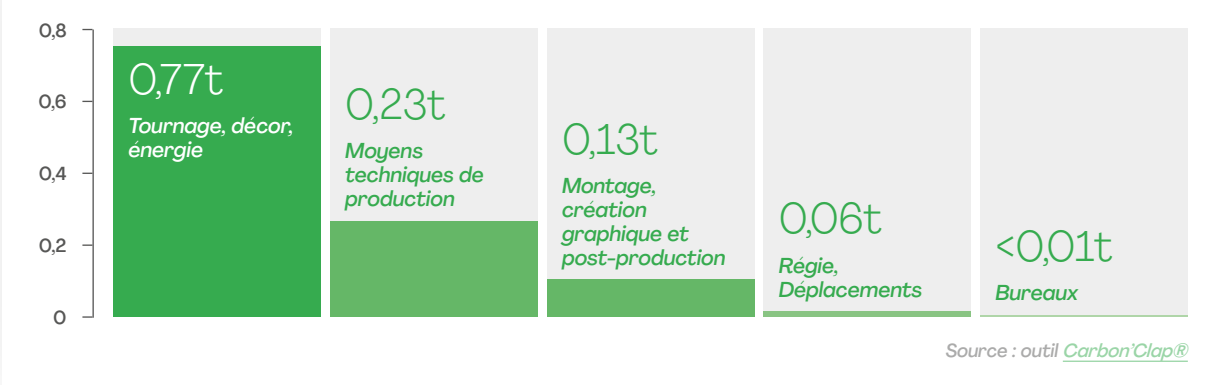 0,8
0,6
0,4
0,2
0
0,77t
Tournage, décor,
énergie
0,23t
Moyens
techniques de
production
0,13t
Montage,
création
graphique et
post-production
0,06t
Régie,
Déplacements
<0,01t
Bureaux
Source : outil Carbon'Clap®